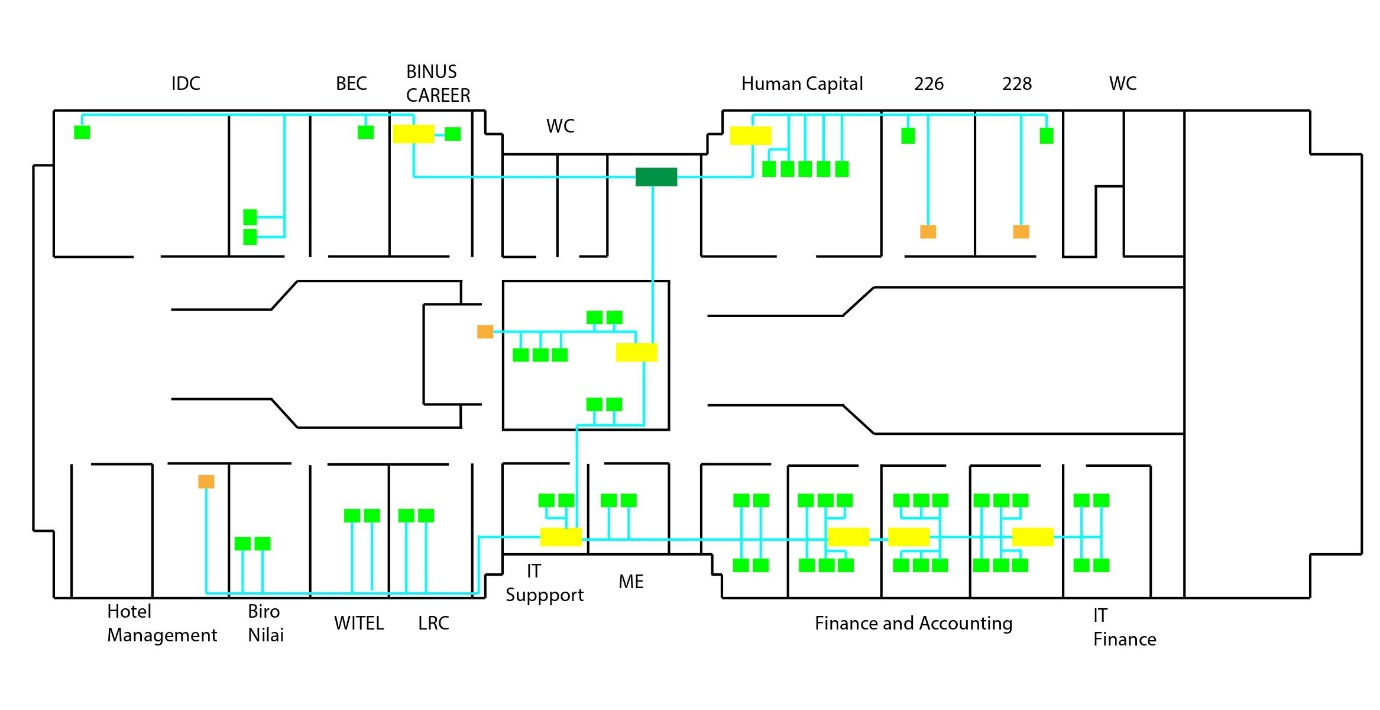 IDC
BEC
BINUS
CAREER
WC
Human Capital
226
228
WC
Hotel
Management
Biro
Nilai
WITEL
LRC
IT
Suppport
ME
Finance and Accounting
IT
Finance